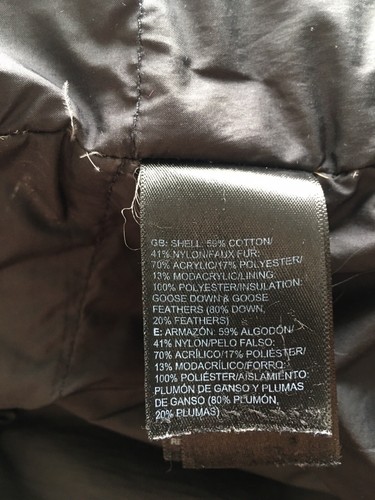 GB: SHELL: 59% COTTON/
41% NYLON/FAUX FUR:
70% ACRYLIC/17% POLYESTER/
13% MODACRYLIC/LINING:
100% POLYESTER/INSULATION:
GOOSE DOWN & GOOSE
FEATHERS (80% DOWN,
20% FEATHERS)
E: ARMAZÓN: 59% ALGODÓN/
41% NYLON/PELO FALSO:
70% ACRÍLICO/17% POLIÉSTER/
13% MODACRÍLICO/FORRO:
100% POLIÉSTER/AISLAMIENTO:
PLUMÓN DE GANSO Y PLUMAS
DE GANSO (80% PLUMÓN,
20% PLUMAS)